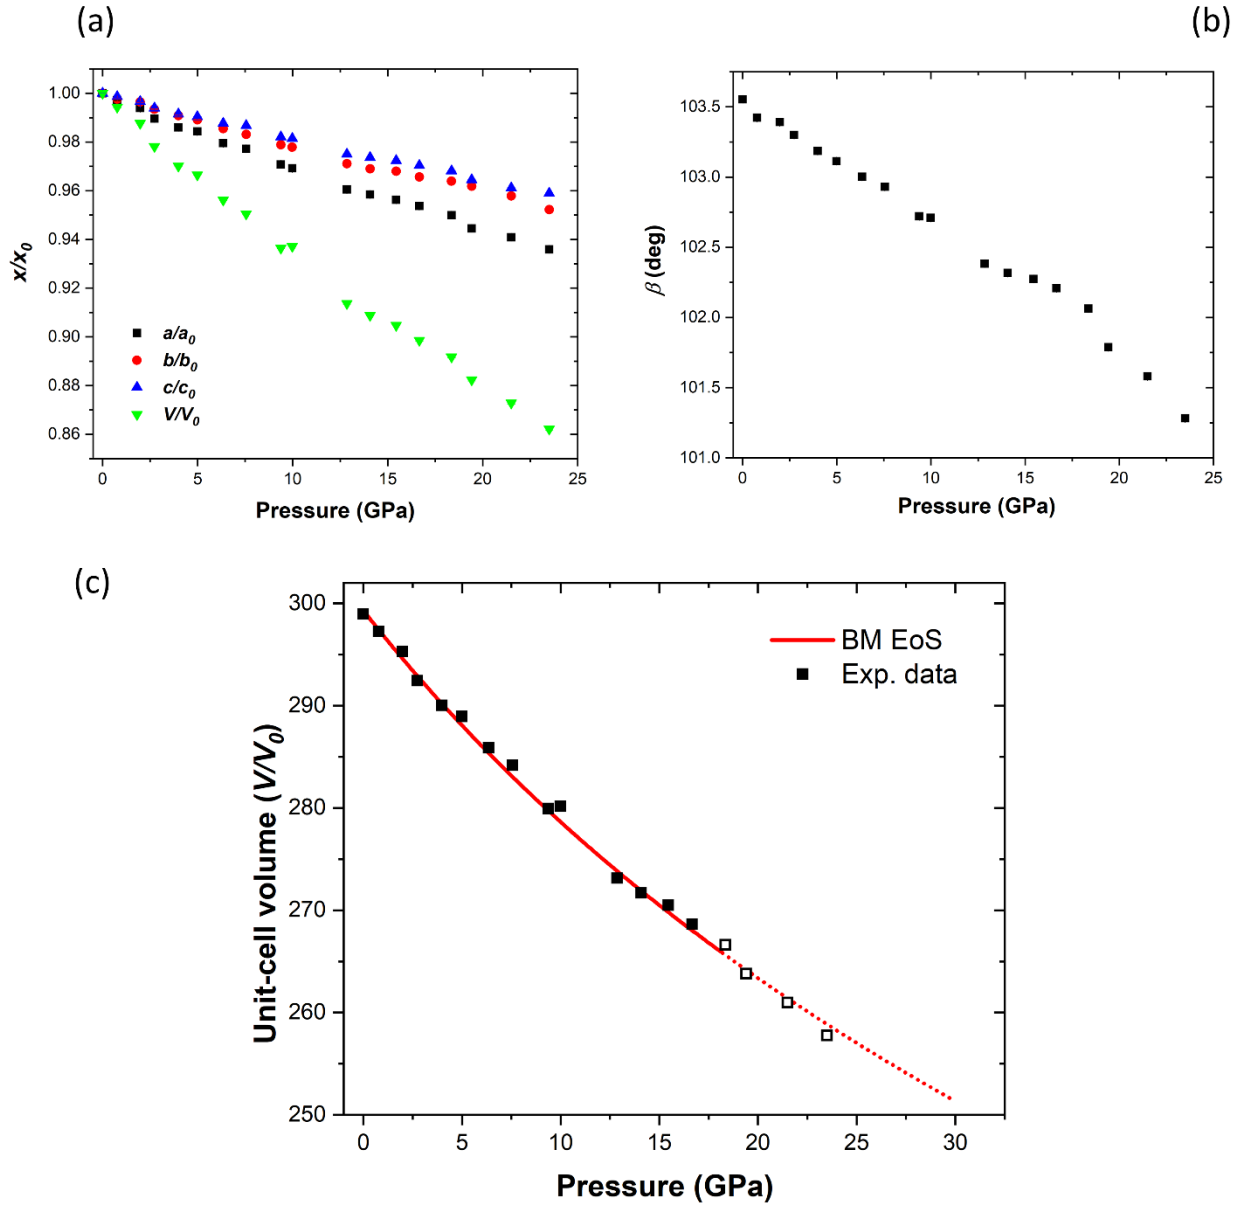 (a)
1.00
0.98
0.96
0.94
0.92
0.90
0.88
0.86
x/x0
a/a0
b/b0
c/c0
V/V0
0 5 10 15 20 25
Pressure (GPa)
(b)
103.5
103.0
102.5
102.0
101.5
101.0
β (deg)
0 5 10 15 20 25
Pressure (GPa)
(c)
300
290
280
270
260
250
Unit-cell volume (V/V0)
BM EoS
Exp. data
0 5 10 15 20 25 30
Pressure (GPa)